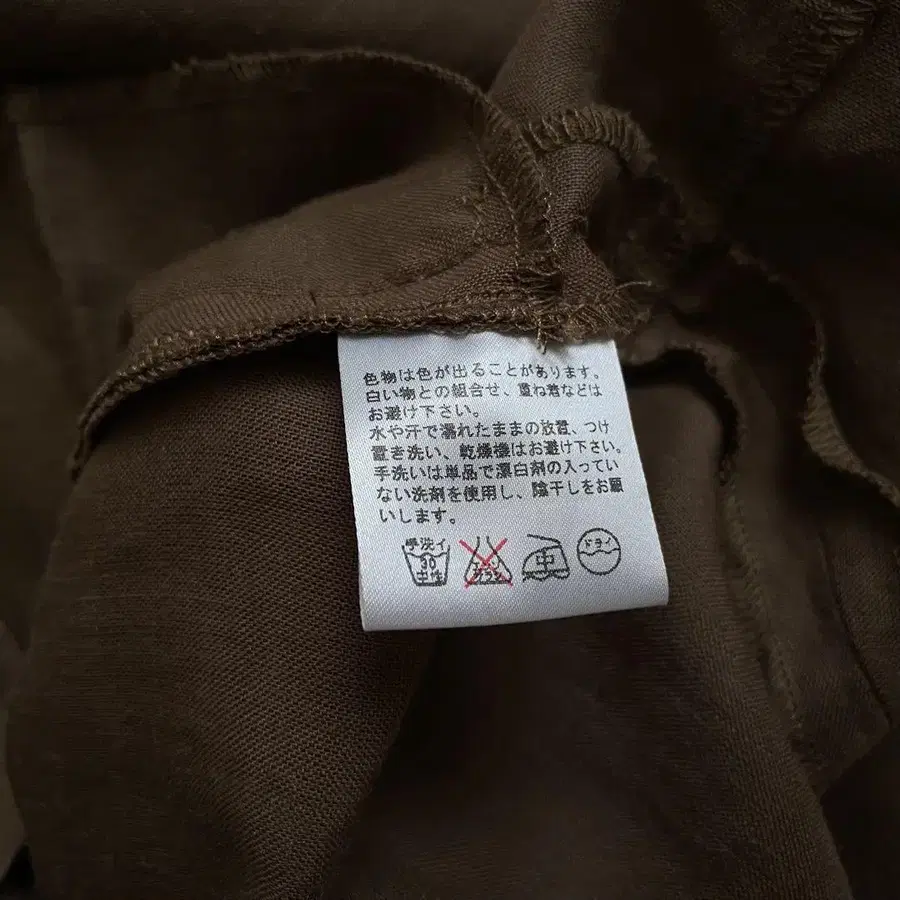 色物は色が出ることがあります。
白い物との組合せ、重ね着などは
お避け下さい。
水や汗で濡れたままの放置、つけ
置き洗い、乾燥機はお避け下さい。
手洗いは単品で漂白剤の入ってい
ない洗剤を使用し、陰干しをお願
いします。
手洗イ
30
中性
エンソ
サラシ
中
ドライ